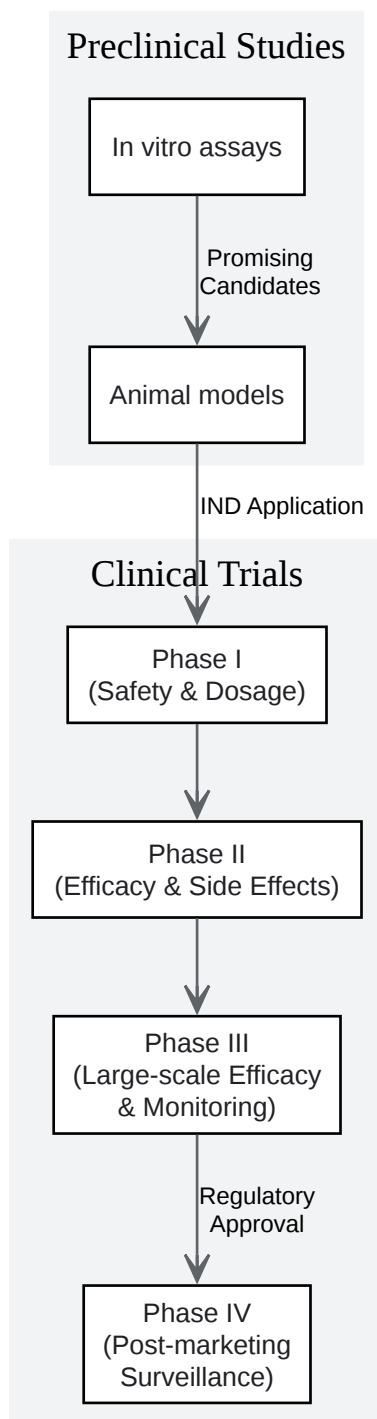 Preclinical Studies
In vitro assays
Promising
Candidates
Animal models
IND Application
Clinical Trials
Phase I
(Safety & Dosage)
Phase II
(Efficacy & Side Effects)
Phase III
(Large-scale Efficacy
& Monitoring)
Regulatory
Approval
Phase IV
(Post-marketing
Surveillance)